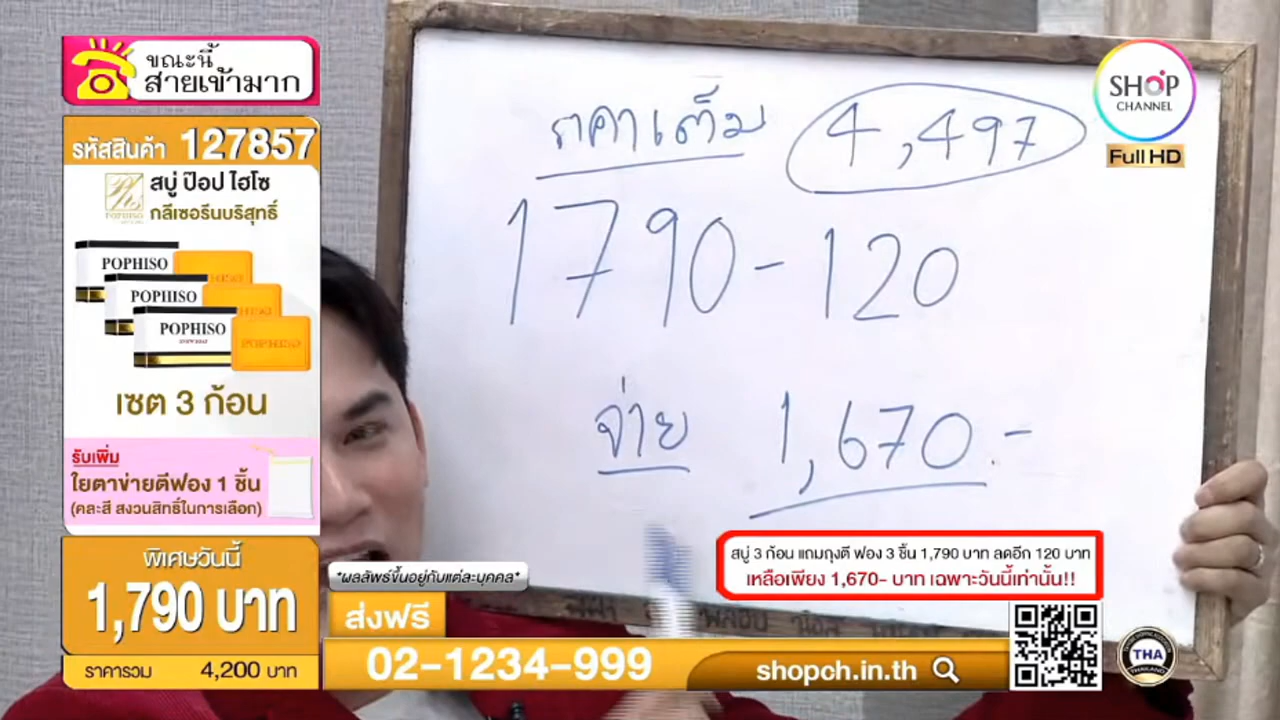 ขณะนี้
สายเข้ามาก
รหัสสินค้า 127857
สบู่ ป๊อป ไฮโซ
กลีเซอรีนบริสุทธิ์
POPHISO
POPHISO
POPHISO
POPHISO
POPHISO
เซต 3 ก้อน
รับเพิ่ม
ใยตาข่ายตีฟอง 1 ชิ้น
(คละสี สงวนสิทธิ์ในการเลือก)
พิเศษวันนี้
1,790 บาท
ราคารวม 4,200 บาท
ราคาเต็ม 4,497
1790 - 120
จ่าย 1,670.-
SHOP
CHANNEL
Full HD
สบู่ 3 ก้อน แถมถุงตี ฟอง 3 ชิ้น 1,790 บาท ลดอีก 120 บาท
เหลือเพียง 1,670- บาท เฉพาะวันนี้เท่านั้น!!
*ผลลัพธ์ขึ้นอยู่กับแต่ละบุคคล*
ส่งฟรี
02-1234-999
shopch.in.th
THA
THAILAND